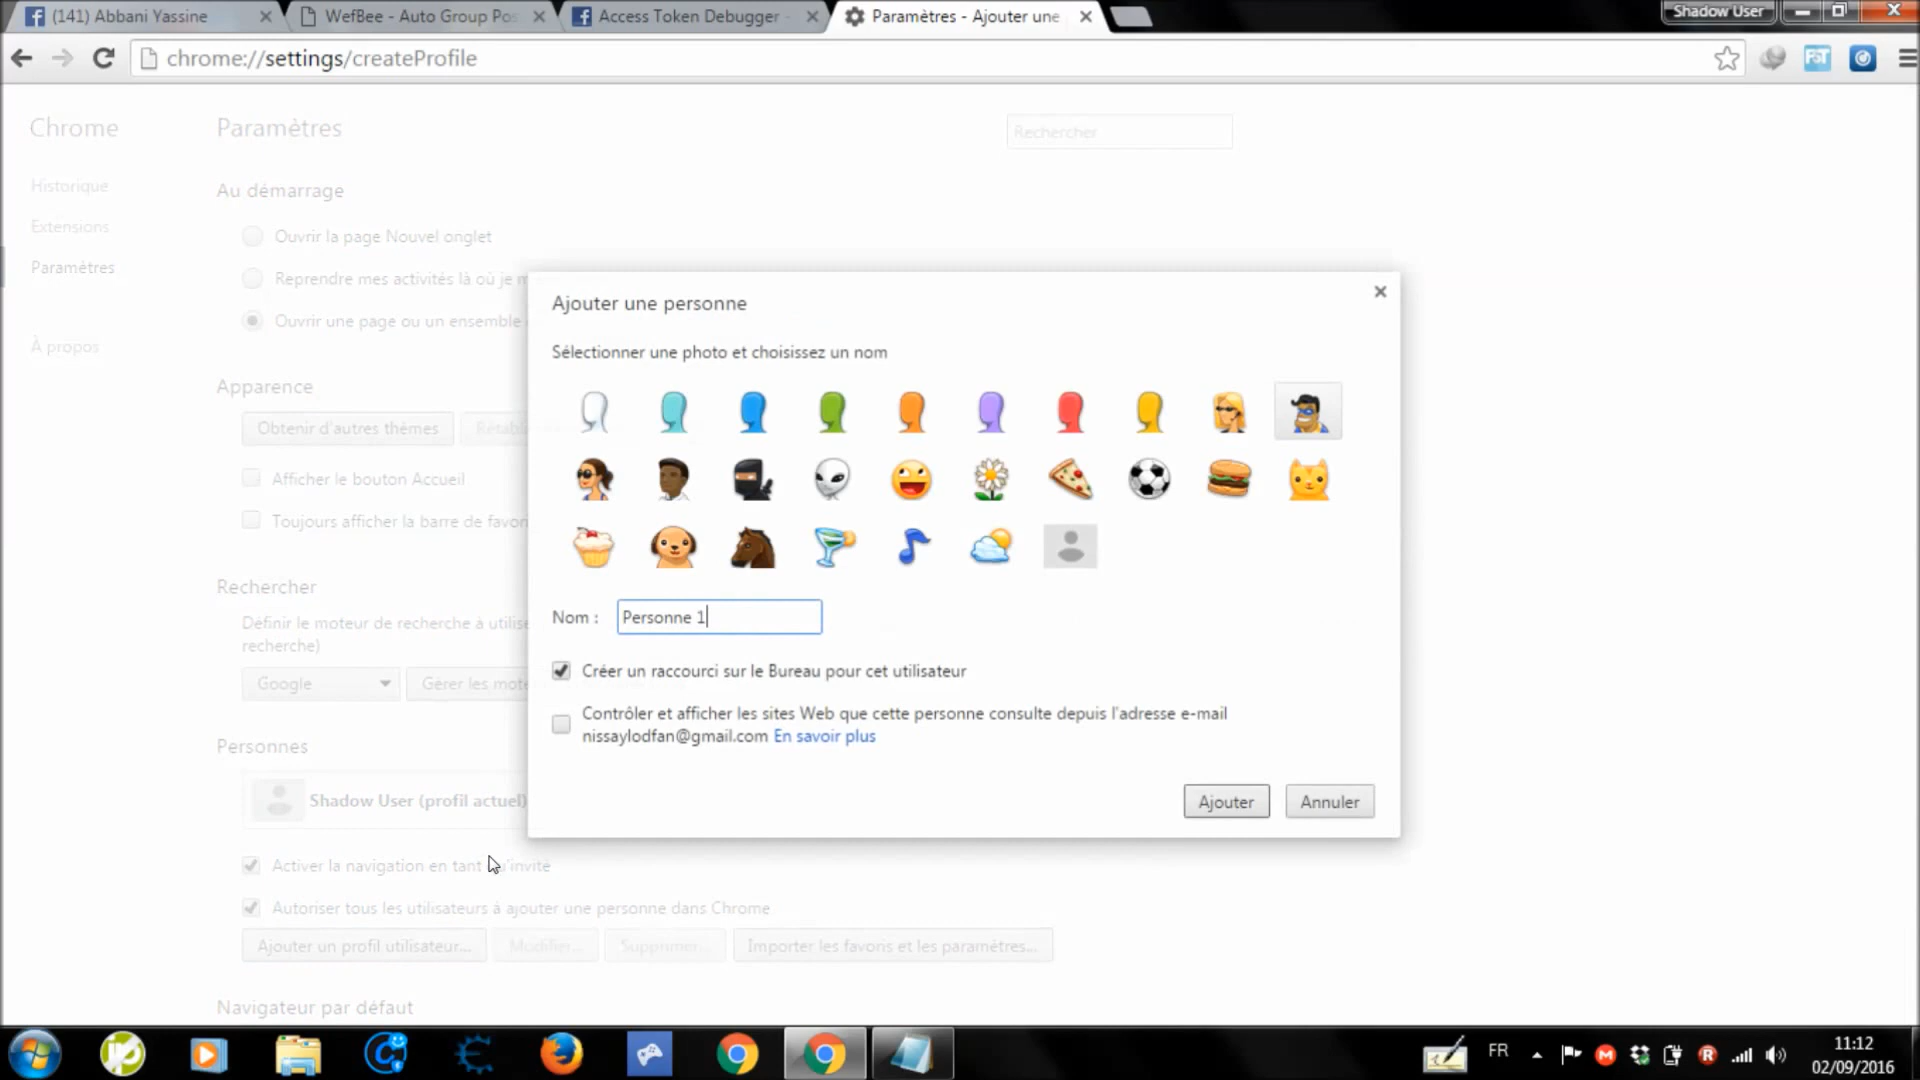 (141) Abbani Yassine
WefBee - Auto Group Pos
Access Token Debugger -
Paramètres - Ajouter une
Shadow User
chrome://settings/createProfile
FST
Chrome
Paramètres
Rechercher
Historique
Extensions
Paramètres
À propos
Au démarrage
Ouvrir la page Nouvel onglet
Reprendre mes activités là où je m
Ouvrir une page ou un ensemble
Apparence
Obtenir d'autres thèmes
Rétabl
Afficher le bouton Accueil
Toujours afficher la barre de favor
Rechercher
Définir le moteur de recherche à utilise
recherche)
Google
Gérer les mote
Personnes
Shadow User (profil actuel)
Activer la navigation en tant qu'invité
Autoriser tous les utilisateurs à ajouter une personne dans Chrome
Ajouter un profil utilisateur...
Modifier...
Supprimer...
Importer les favoris et les paramètres...
Navigateur par défaut
Ajouter une personne
Sélectionner une photo et choisissez un nom
Nom :
Personne 1
Créer un raccourci sur le Bureau pour cet utilisateur
Contrôler et afficher les sites Web que cette personne consulte depuis l'adresse e-mail
nissaylodfan@gmail.com En savoir plus
Ajouter
Annuler
FR
11:12
02/09/2016